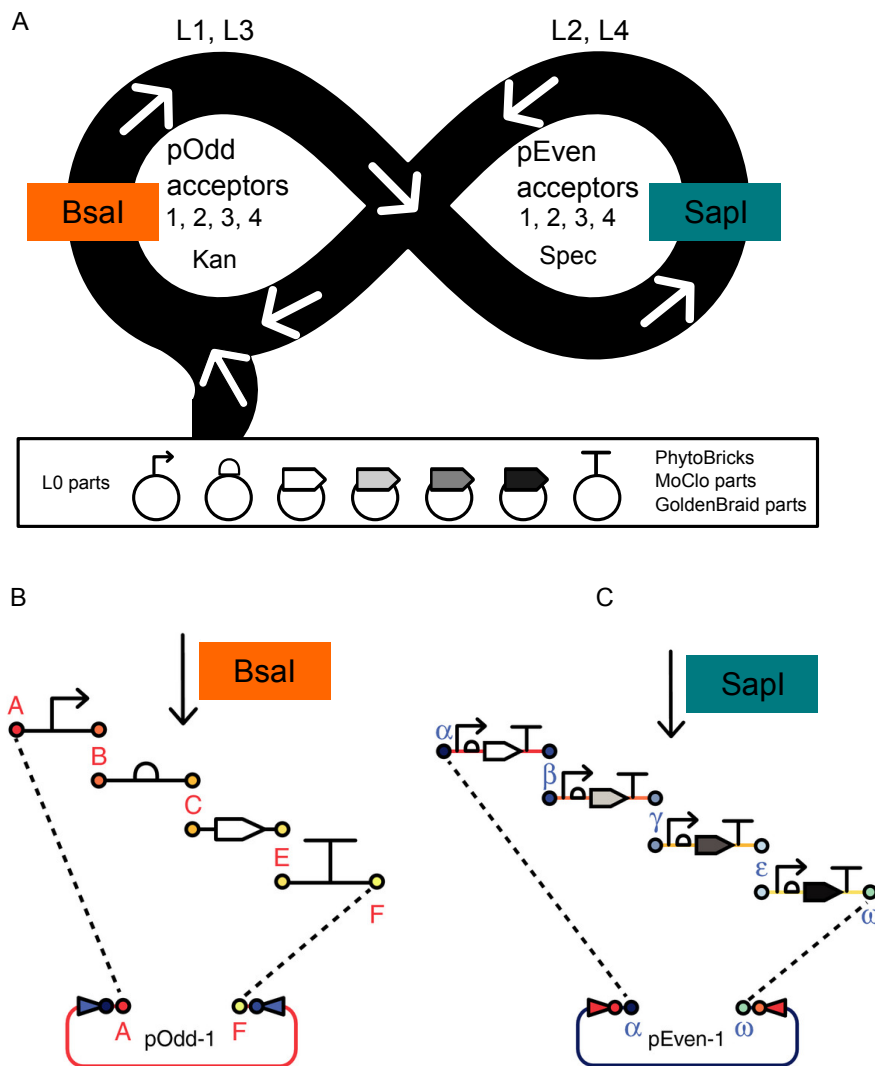 A
L1, L3
L2, L4
pOdd
acceptors
1, 2, 3, 4
Kan
pEven
acceptors
1, 2, 3, 4
Spec
BsaI
SapI
L0 parts
PhytoBricks
MoClo parts
GoldenBraid parts
B
BsaI
A
B
C
E
F
A
F
pOdd-1
C
SapI
α
β
γ
ε
ω
α
ω
pEven-1